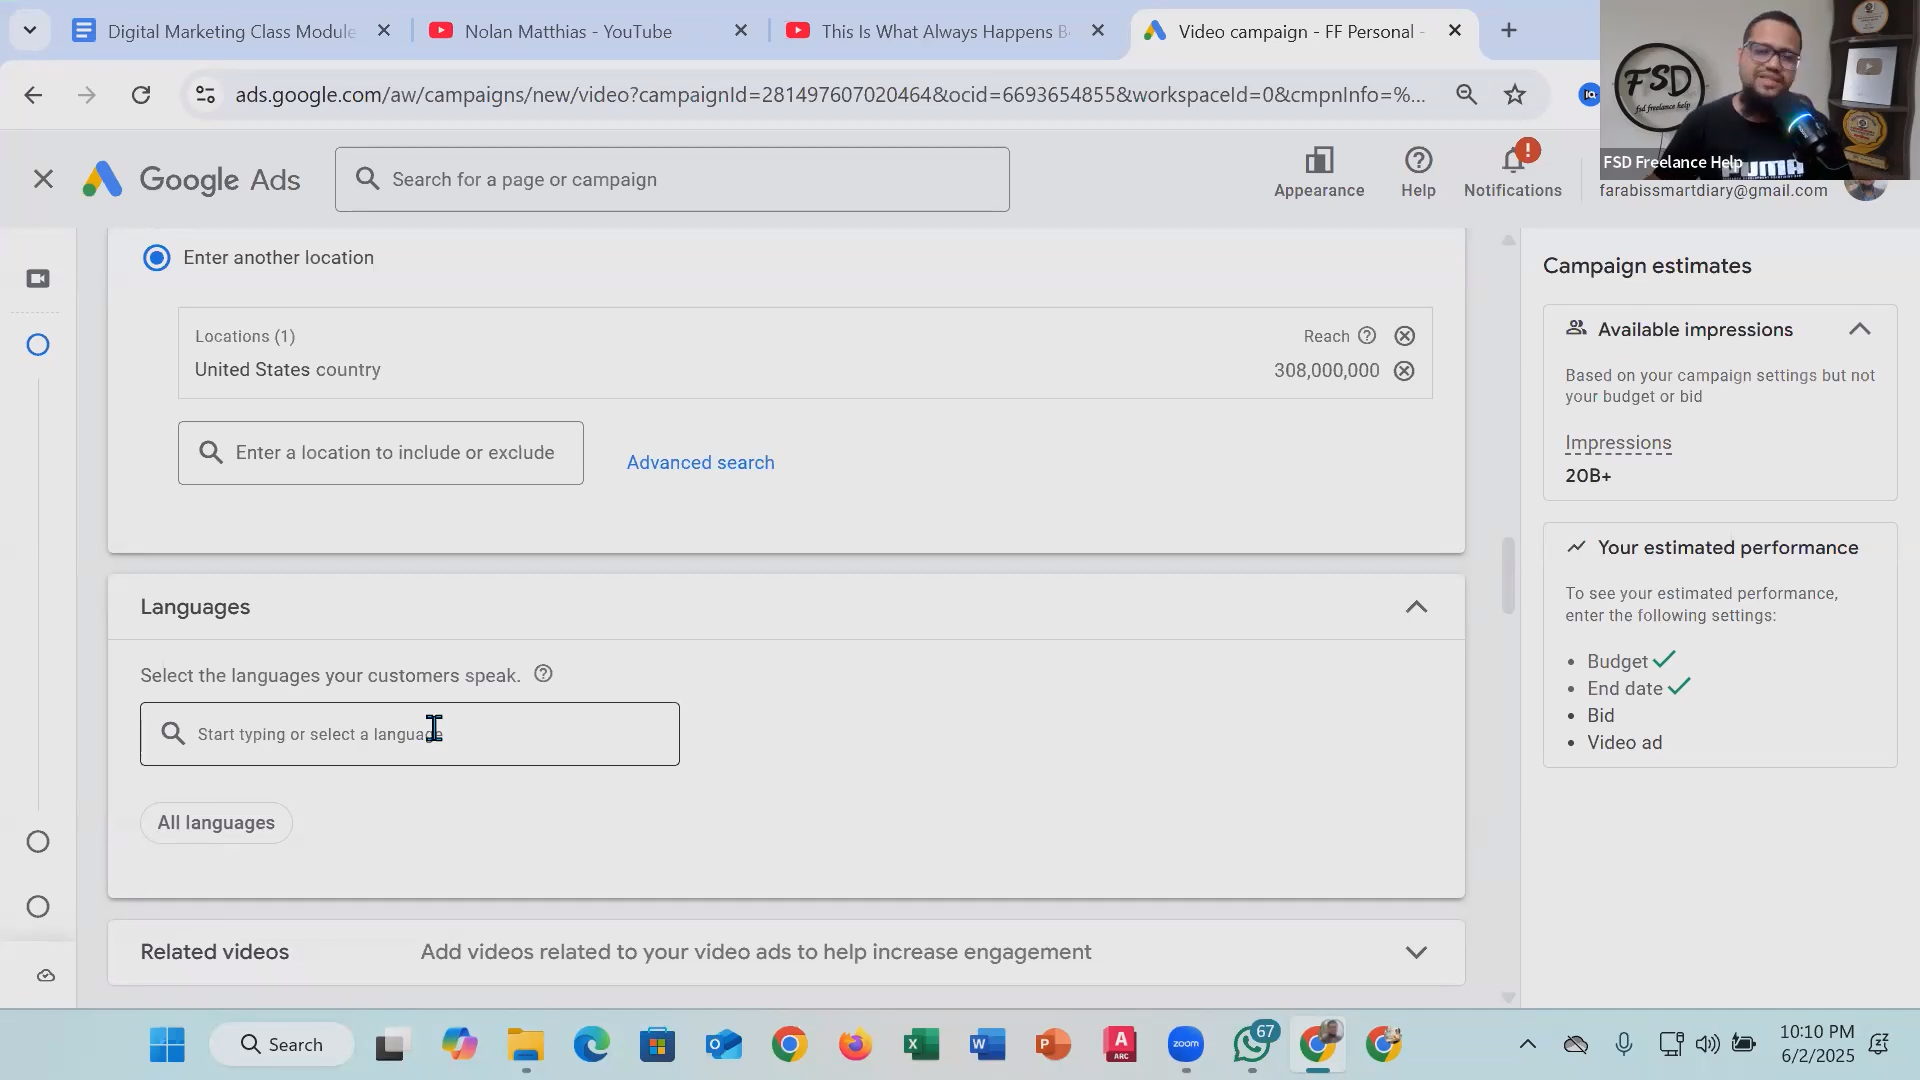 Digital Marketing Class Module
Nolan Matthias - YouTube
This Is What Always Happens B
Video campaign - FF Personal -
ads.google.com/aw/campaigns/new/video?campaignId=281497607020464&ocid=6693654855&workspaceId=0&cmpnInfo=%...
FSD
fsd freelance help
FSD Freelance Help
PUMA
Google Ads
Search for a page or campaign
Appearance
Help
Notifications
farabissmartdiary@gmail.com
Enter another location
Locations (1)
Reach
United States country
308,000,000
Enter a location to include or exclude
Advanced search
Languages
Select the languages your customers speak.
Start typing or select a language
All languages
Related videos
Add videos related to your video ads to help increase engagement
Campaign estimates
Available impressions
Based on your campaign settings but not
your budget or bid
Impressions
20B+
Your estimated performance
To see your estimated performance,
enter the following settings:
• Budget
• End date
• Bid
• Video ad
Search
ARC
zoom
67
10:10 PM
6/2/2025